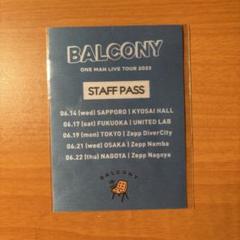 BALCONY
ONE MAN LIVE TOUR 2023
STAFF PASS
06.14 (wed) SAPPORO | KYOSAI HALL
06.17 (sat) FUKUOKA | UNITED LAB
06.19 (mon) TOKYO | Zepp DiverCity
06.21 (wed) OSAKA | Zepp Namba
06.22 (thu) NAGOYA | Zepp Nagoya
BALCONY